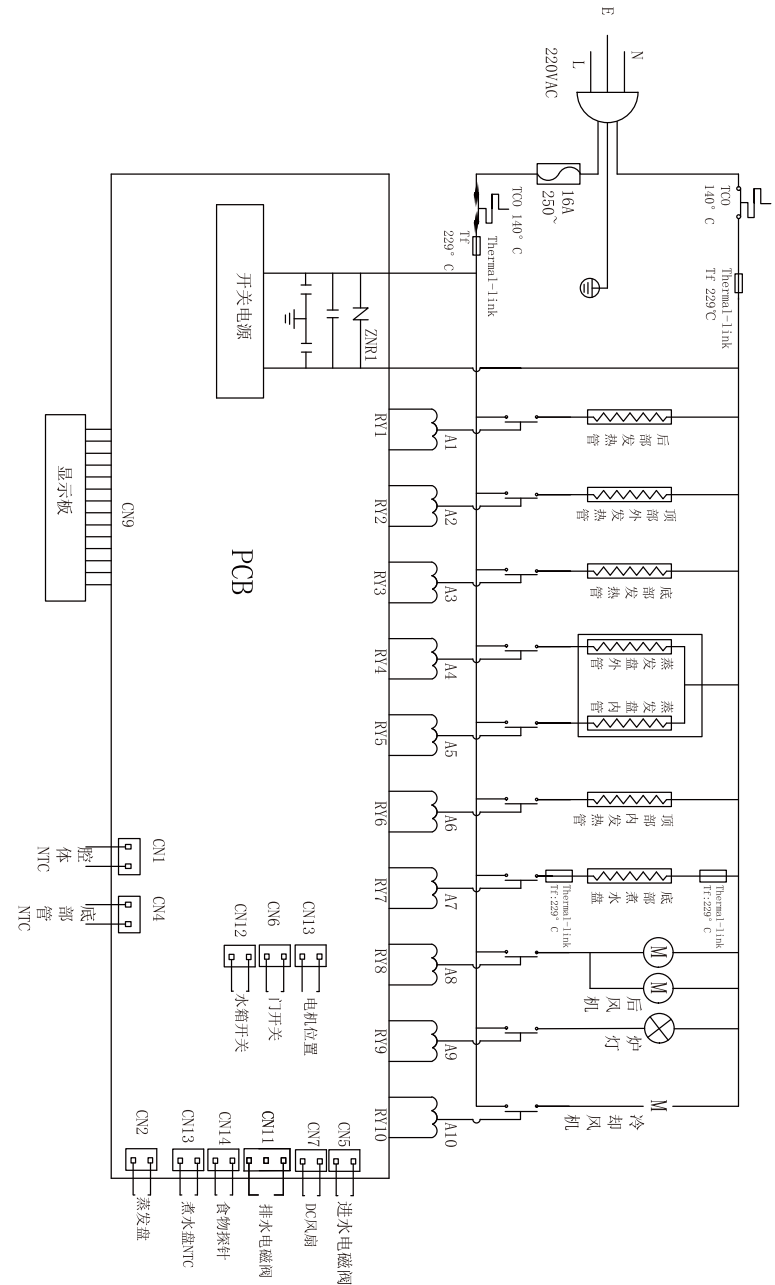 E
N
L
220VAC
16A
250~
TCO
140° C
TCO 140° C
Thermal-link
Tf
229° C
Thermal-link
Tf 229℃
开关电源
ZNR1
显示板
CN9
PCB
RY1
A1
后部发热管
RY2
A2
顶部外发热管
RY3
A3
底部发热管
RY4
A4
蒸发盘外管
RY5
A5
蒸发盘内管
RY6
A6
顶部内发热管
RY7
A7
Thermal-link
Tf:229° C
底部煮水盘
Thermal-link
Tf:229° C
RY8
A8
M
M
后风机
RY9
A9
炉灯
RY10
A10
M
冷却风机
CN1
腔体
NTC
CN4
底部管
NTC
CN13
电机位置
CN6
门开关
CN12
水箱开关
CN5
进水电磁阀
CN7
DC风扇
CN11
排水电磁阀
CN14
食物探针
CN13
煮水盘NTC
CN2
蒸发盘